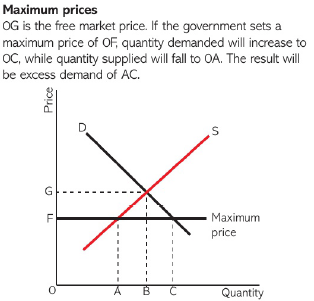 Maximum prices
OG is the free market price. If the government sets a
maximum price of OF, quantity demanded will increase to
OC, while quantity supplied will fall to OA. The result will
be excess demand of AC.
Price
D
S
G
F
Maximum
price
O
A
B
C
Quantity